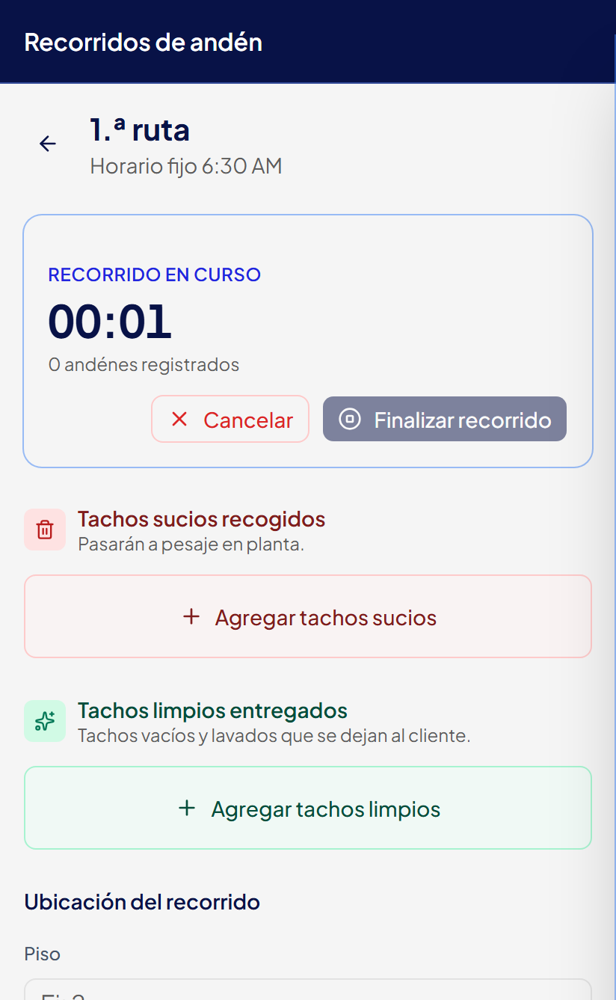 Recorridos de andén
1.ª ruta
Horario fijo 6:30 AM
RECORRIDO EN CURSO
00:01
0 andénes registrados
Cancelar
Finalizar recorrido
Tachos sucios recogidos
Pasarán a pesaje en planta.
Agregar tachos sucios
Tachos limpios entregados
Tachos vacíos y lavados que se dejan al cliente.
Agregar tachos limpios
Ubicación del recorrido
Piso